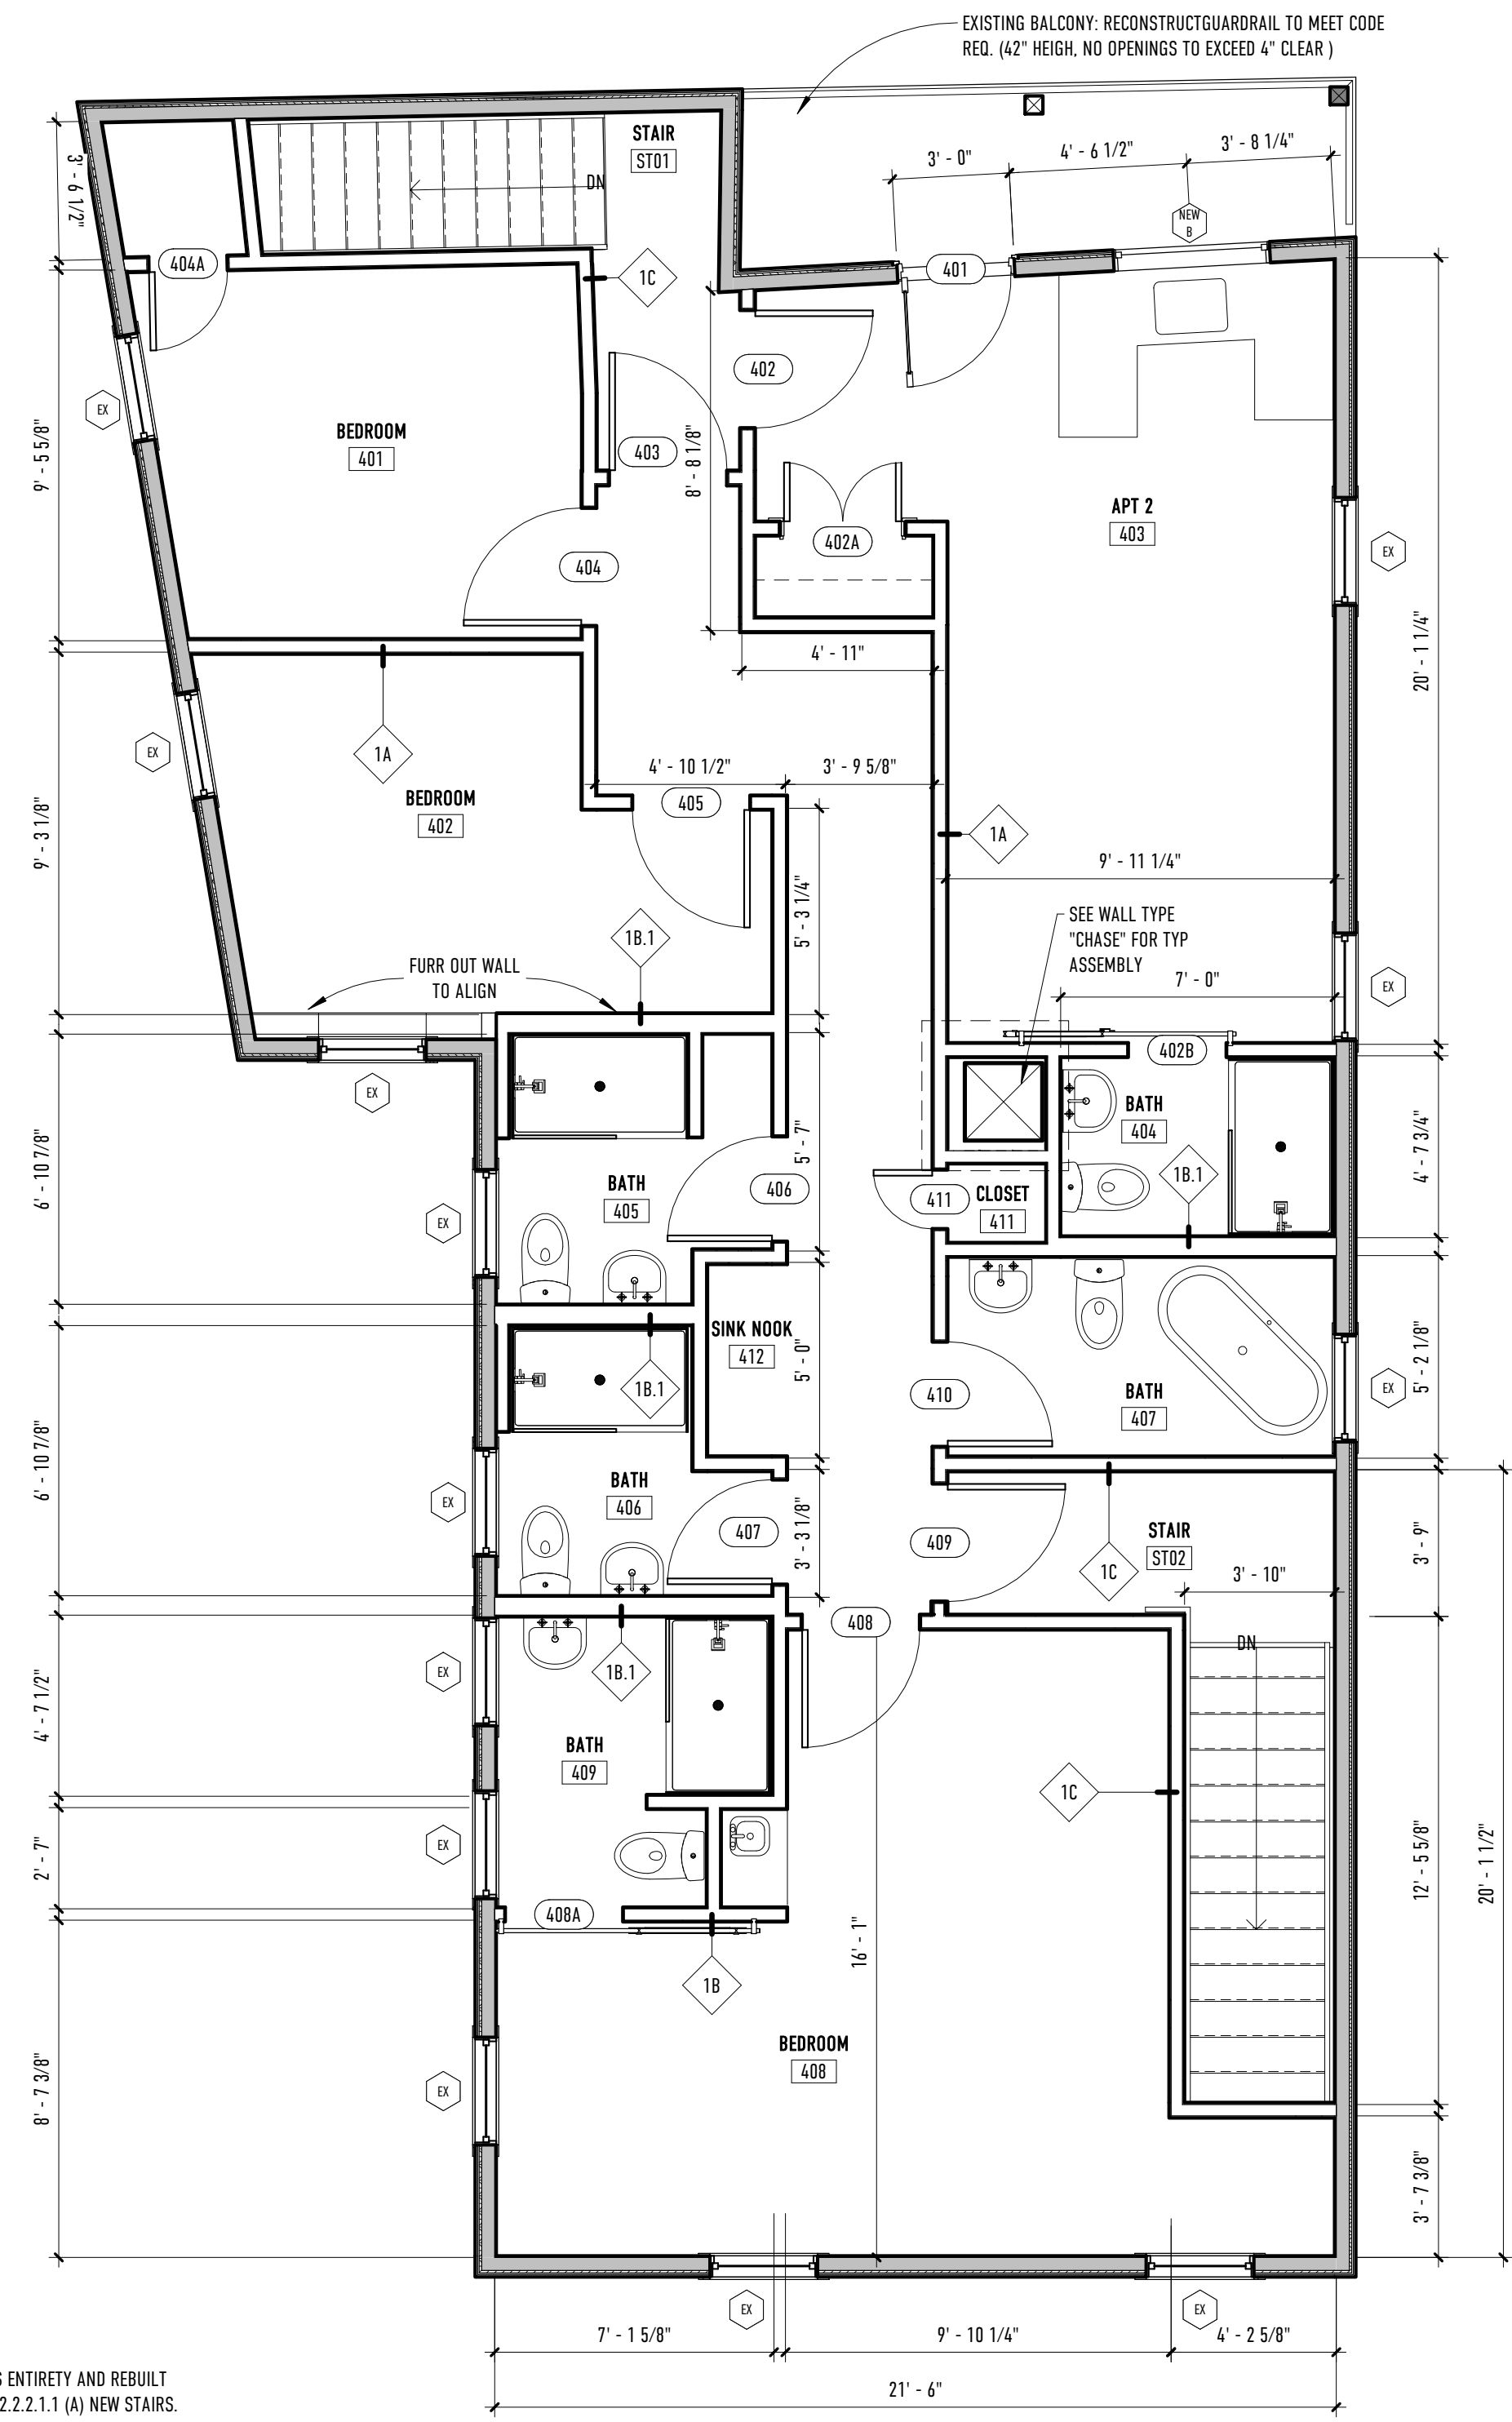 EXISTING BALCONY: RECONSTRUCTGUARDRAIL TO MEET CODE
REQ. (42" HEIGH, NO OPENINGS TO EXCEED 4" CLEAR )
STAIR
ST01
DN
3' - 6 1/2"
3' - 0"
4' - 6 1/2"
3' - 8 1/4"
NEW
B
404A
1C
401
402
EX
BEDROOM
401
403
8' - 8 1/8"
9' - 5 5/8"
APT 2
403
402A
EX
404
4' - 11"
20' - 1 1/4"
1A
EX
4' - 10 1/2"
3' - 9 5/8"
BEDROOM
402
405
1A
9' - 3 1/8"
9' - 11 1/4"
5' - 3 1/4"
SEE WALL TYPE
"CHASE" FOR TYP
ASSEMBLY
1B.1
FURR OUT WALL
TO ALIGN
7' - 0"
EX
402B
EX
BATH
404
5' - 7"
4' - 7 3/4"
6' - 10 7/8"
BATH
405
406
1B.1
411
CLOSET
411
EX
SINK NOOK
412
5' - 0"
1B.1
410
BATH
407
EX
5' - 2 1/8"
6' - 10 7/8"
BATH
406
EX
407
3' - 3 1/8"
409
STAIR
ST02
1C
3' - 9"
3' - 10"
408
DN
1B.1
EX
4' - 7 1/2"
BATH
409
1C
EX
2' - 7"
408A
16' - 1"
12' - 5 5/8"
20' - 1 1/2"
1B
BEDROOM
408
EX
8' - 7 3/8"
3' - 7 3/8"
EX
EX
7' - 1 5/8"
9' - 10 1/4"
4' - 2 5/8"
21' - 6"
ENTIRETY AND REBUILT
2.2.2.1.1 (A) NEW STAIRS.